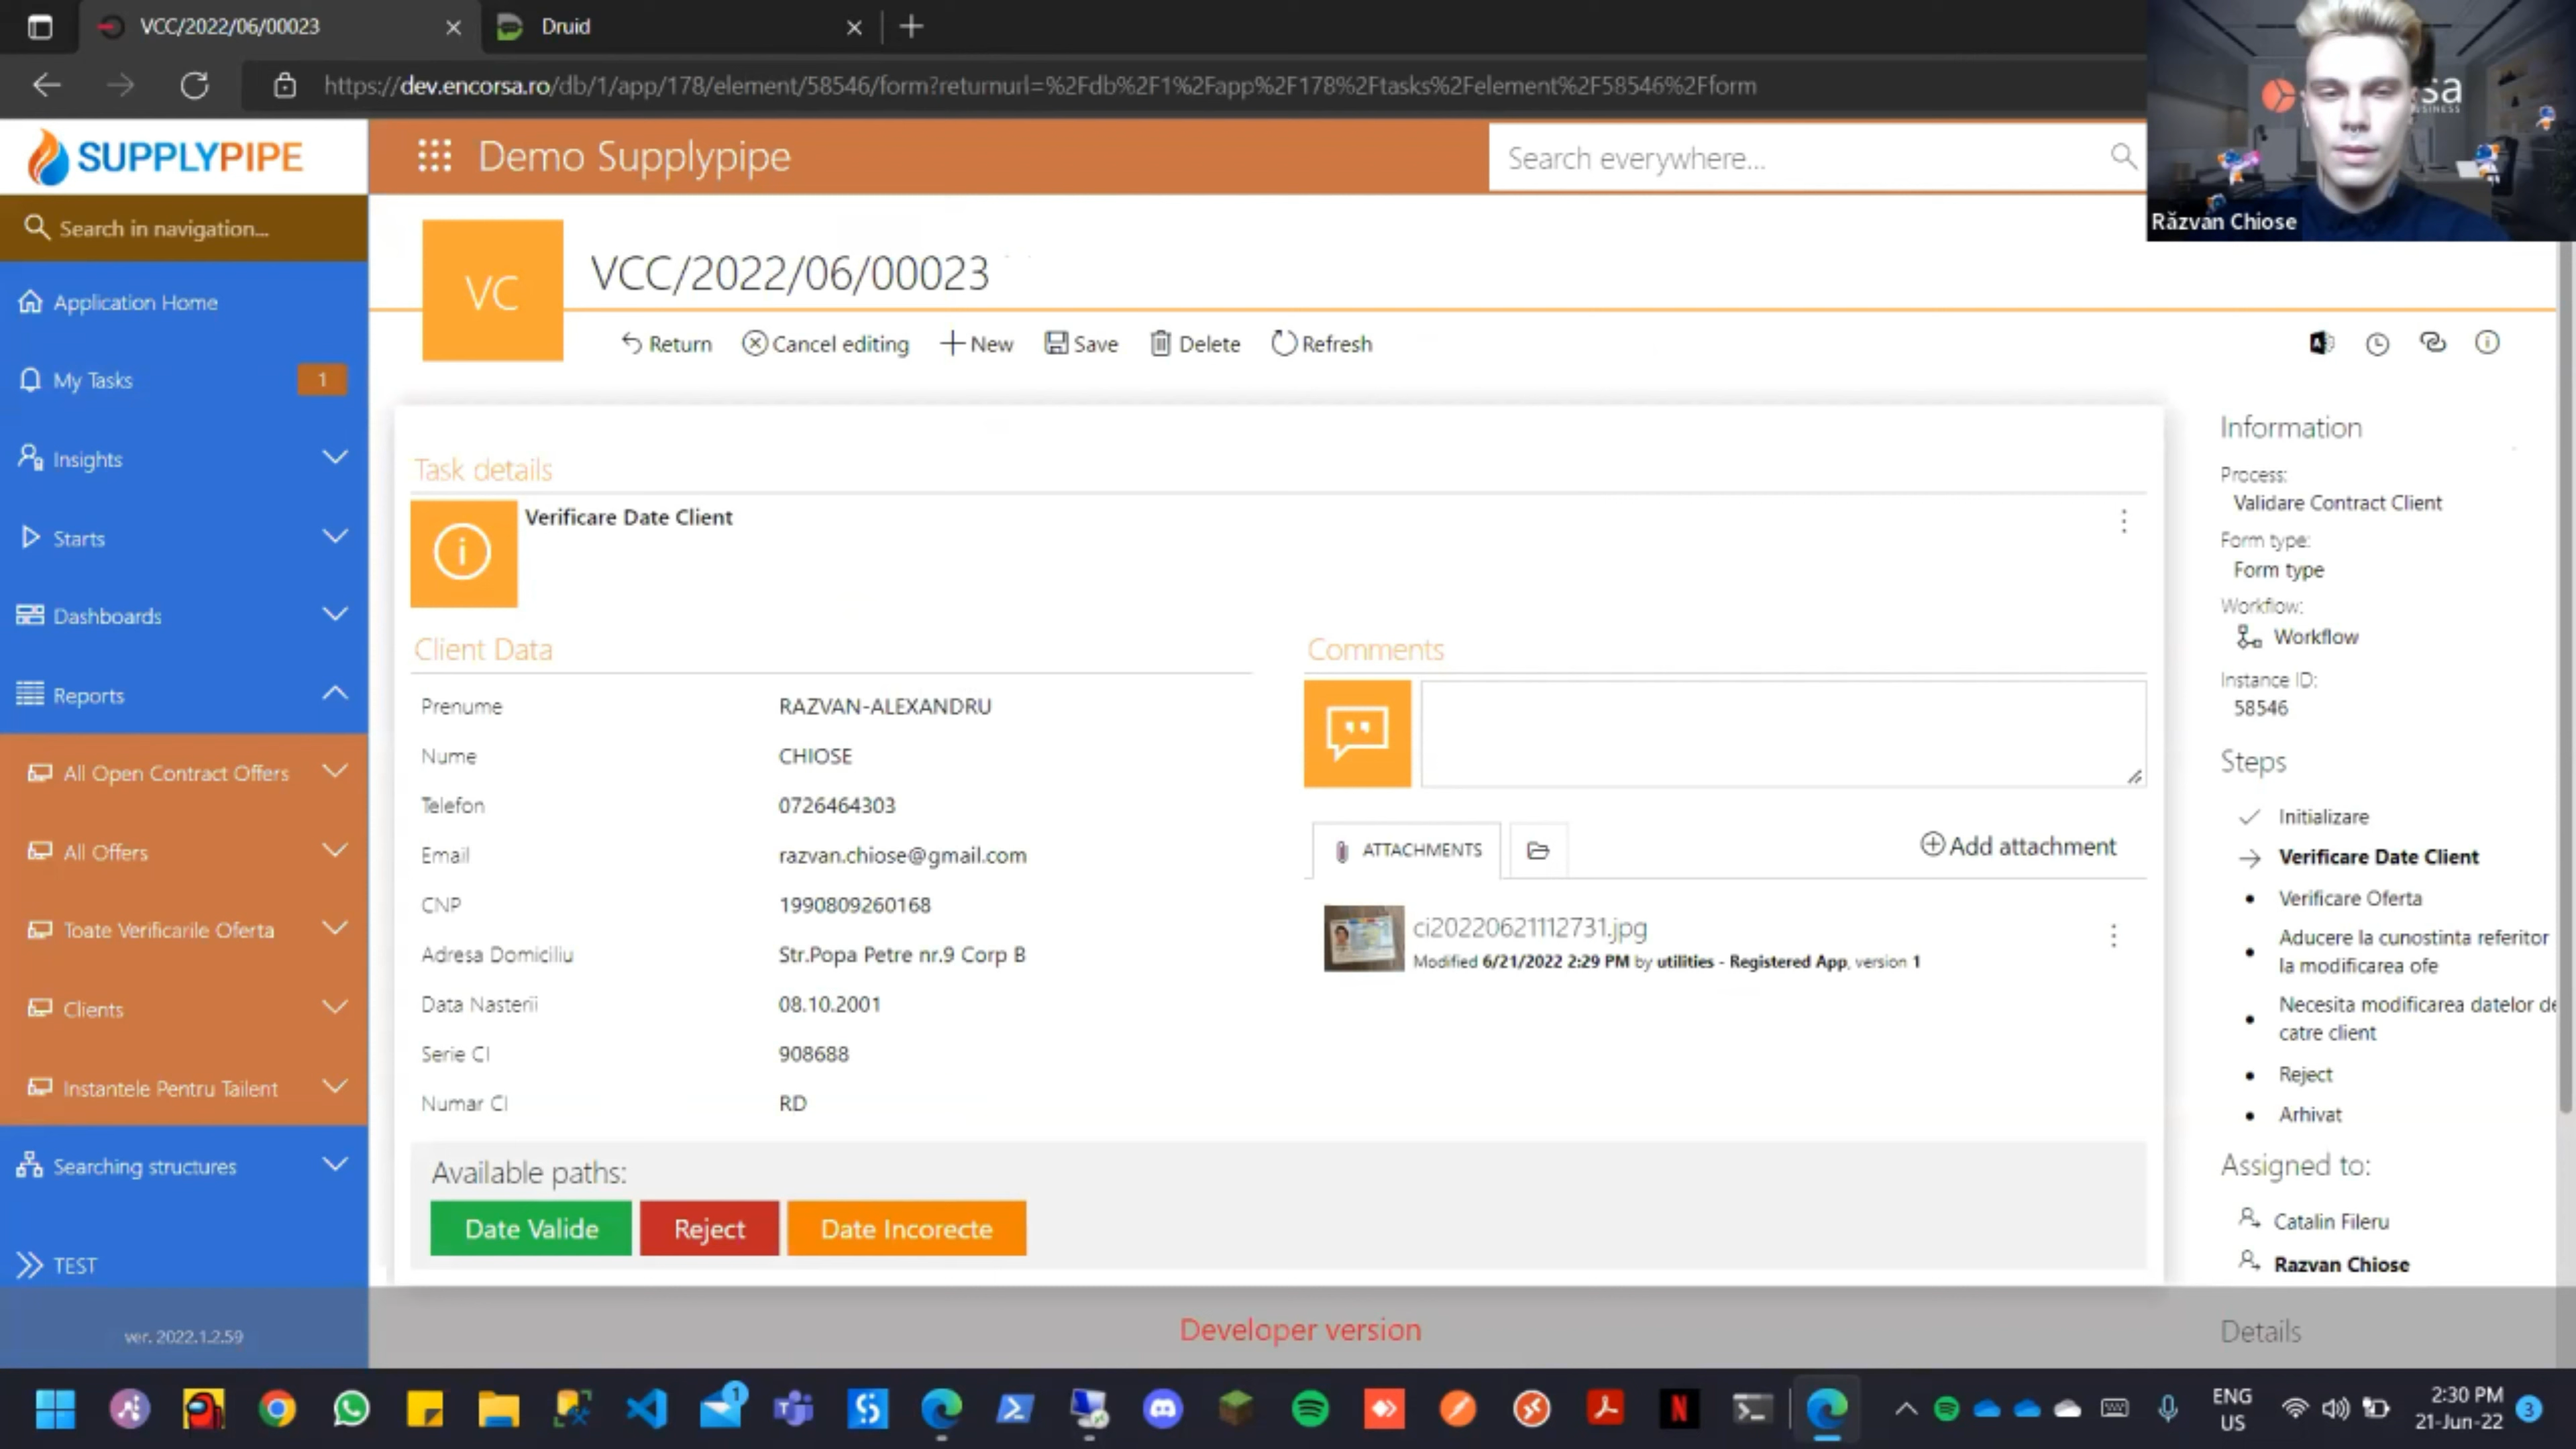 VCC/2022/06/00023
Druid
https://dev.encorsa.ro/db/1/app/178/element/58546/form?returnurl=%2Fdb%2F1%2Fapp%2F178%2Ftasks%2Felement%2F58546%2Fform
sa
Răzvan Chiose
SUPPLYPIPE
Demo Supplypipe
Search everywhere...
Search in navigation...
Application Home
My Tasks
1
Insights
Starts
Dashboards
Reports
All Open Contract Offers
All Offers
Toate Verificarile Oferta
Clients
Instantele Pentru Tailent
Searching structures
TEST
ver. 2022.1.2.59
VC
VCC/2022/06/00023
Return
Cancel editing
New
Save
Delete
Refresh
Task details
Verificare Date Client
Client Data
Prenume RAZVAN-ALEXANDRU
Nume CHIOSE
Telefon 0726464303
Email razvan.chiose@gmail.com
CNP 1990809260168
Adresa Domiciliu Str.Popa Petre nr.9 Corp B
Data Nasterii 08.10.2001
Serie CI 908688
Numar CI RD
Comments
ATTACHMENTS
Add attachment
ci20220621112731.jpg
Modified 6/21/2022 2:29 PM by utilities - Registered App, version 1
Available paths:
Date Valide
Reject
Date Incorecte
Information
Process:
Validare Contract Client
Form type:
Form type
Workflow:
Workflow
Instance ID:
58546
Steps
Initializare
Verificare Date Client
Verificare Oferta
Aducere la cunostinta referitor
la modificarea ofe
Necesita modificarea datelor de
catre client
Reject
Arhivat
Assigned to:
Catalin Fileru
Razvan Chiose
Details
Developer version
1
ENG
US
2:30 PM
21-Jun-22
3